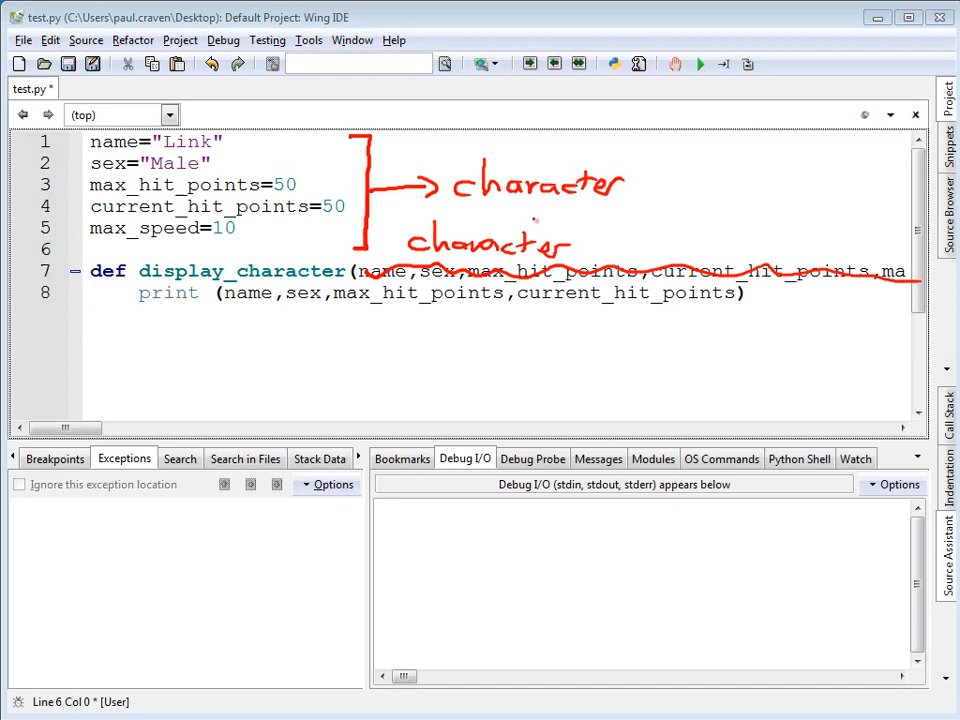 test.py (C:\Users\paul.craven\Desktop): Default Project: Wing IDE
File Edit Source Refactor Project Debug Testing Tools Window Help
test.py *
(top)
1 name="Link"
2 sex="Male"
3 max_hit_points=50
4 current_hit_points=50
5 max_speed=10
6
7 def display_character(name,sex,max_hit_points,current_hit_points,ma
8 print (name,sex,max_hit_points,current_hit_points)
character
character
Project
Snippets
Source Browser
Call Stack
Indentation
Source Assistant
Breakpoints Exceptions Search Search in Files Stack Data
Ignore this exception location Options
Bookmarks Debug I/O Debug Probe Messages Modules OS Commands Python Shell Watch
Debug I/O (stdin, stdout, stderr) appears below Options
Line 6 Col 0 * [User]